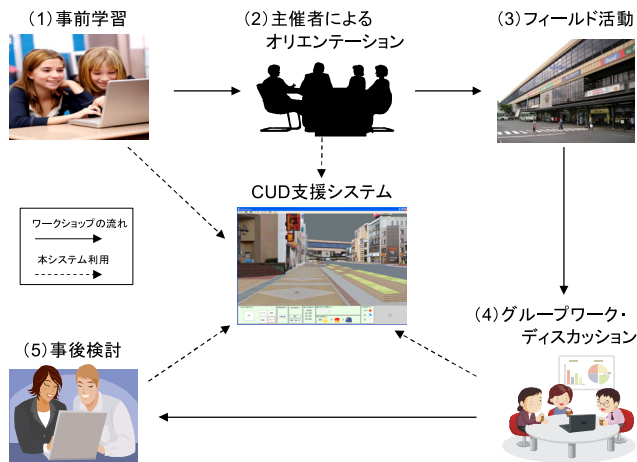 (1)事前学習
(2)主催者による
オリエンテーション
(3)フィールド活動
CUD支援システム
ワークショップの流れ
本システム利用
(4)グループワーク・
ディスカッション
(5)事後検討